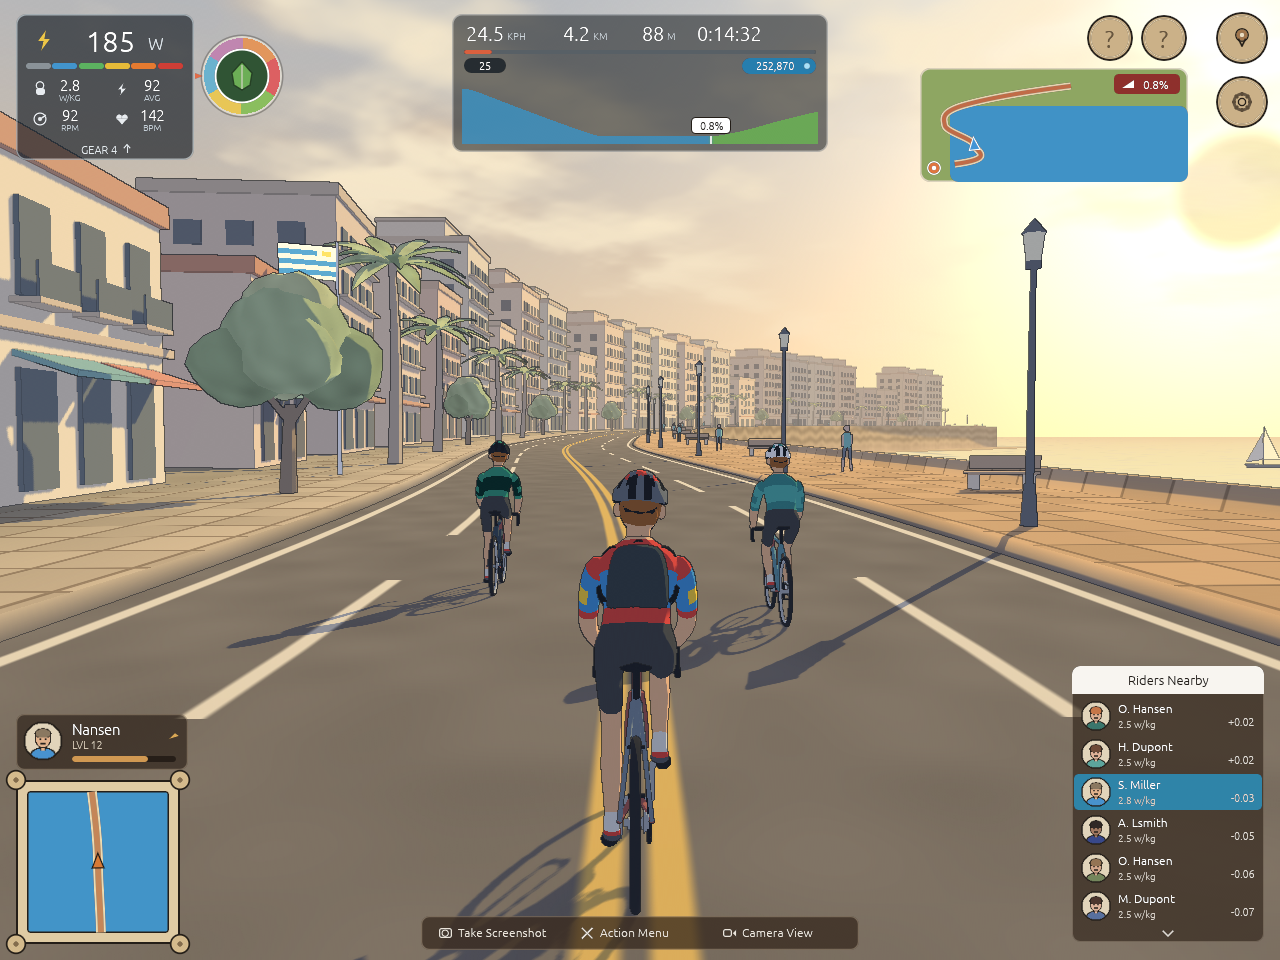 185 W
2.8 W/KG
92 AVG
92 RPM
142 BPM
GEAR 4
24.5 KPH 4.2 KM 88 M 0:14:32
25 252,870
0.8%
? ?
0.8%
Riders Nearby
O. Hansen
2.5 w/kg +0.02
H. Dupont
2.5 w/kg +0.02
S. Miller
2.8 w/kg -0.03
A. Lsmith
2.5 w/kg -0.05
O. Hansen
2.5 w/kg -0.06
M. Dupont
2.5 w/kg -0.07
Nansen
LVL 12
Take Screenshot Action Menu Camera View